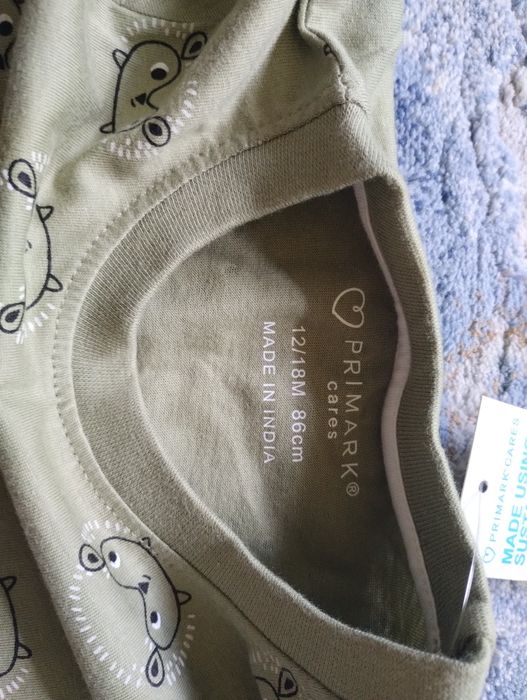 PRIMARK®
cares
12/18M 86cm
MADE IN INDIA
PRIMARK CARES
MADE USING